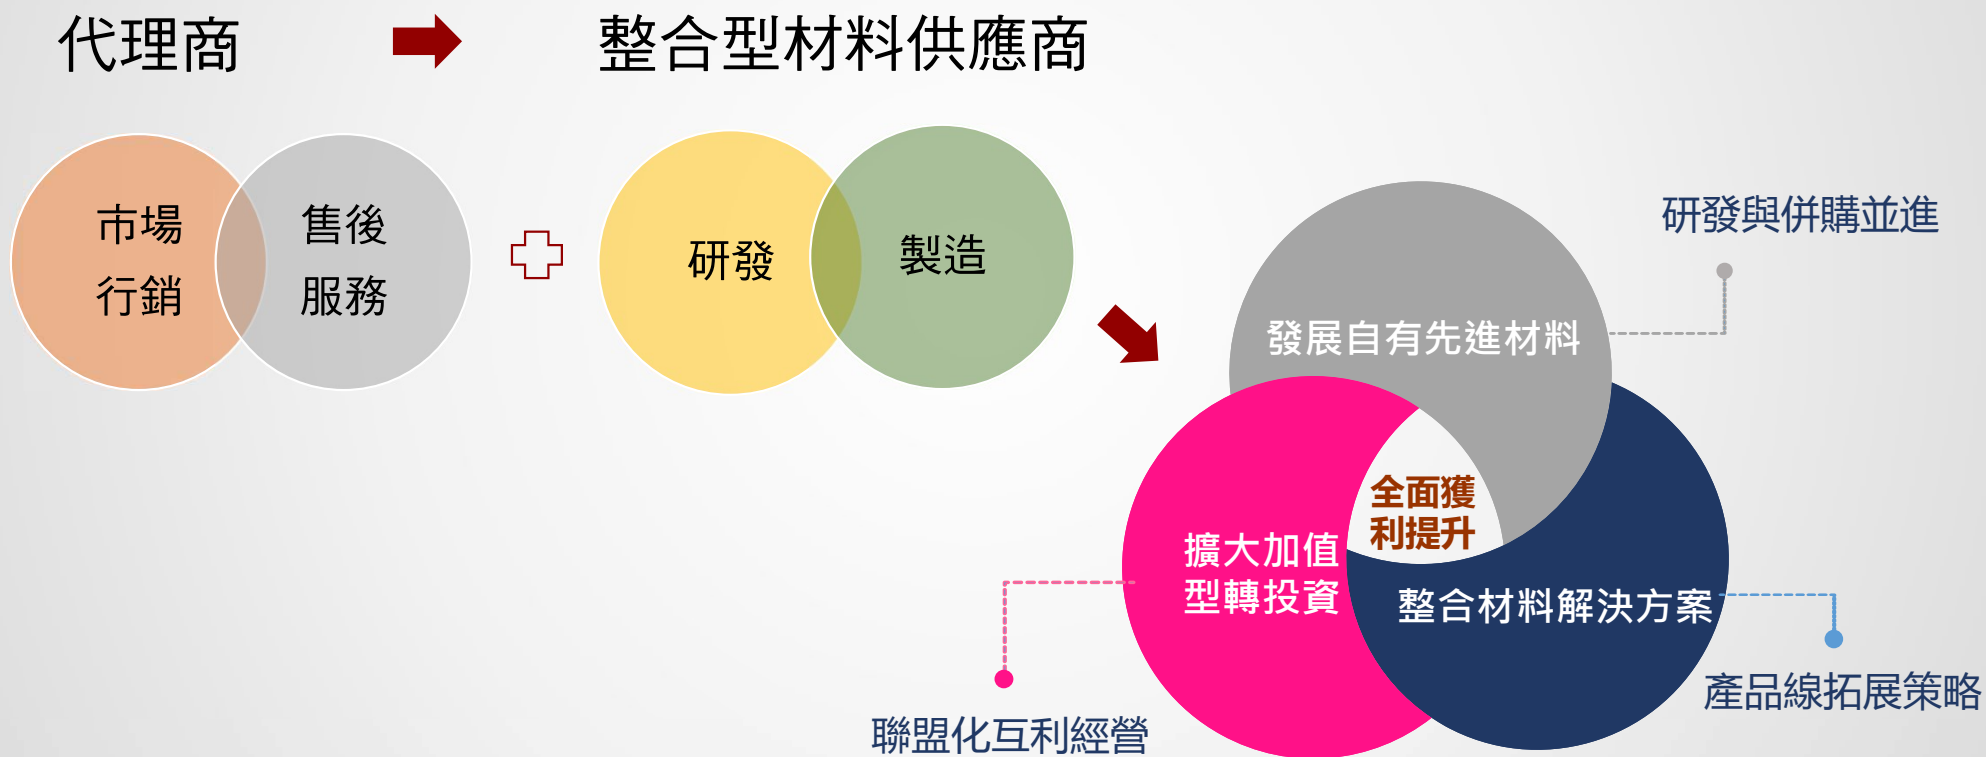 代理商
整合型材料供應商
市場
行銷
售後
服務
研發
製造
研發與併購並進
發展自有先進材料
全面獲
利提升
擴大加值
型轉投資
整合材料解決方案
產品線拓展策略
聯盟化互利經營